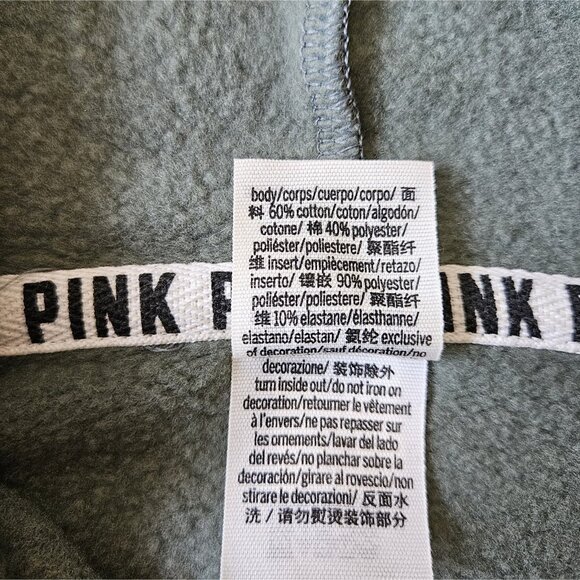 body/corps/cuerpo/corpo/ 面
料 60% cotton/coton/algodón/
cotone/ 棉 40% polyester/
poliéster/poliestere/ 聚酯纤
维 insert/empiècement/retazo/
inserto/ 镶嵌 90% polyester/
poliéster/poliestere/ 聚酯纤
维 10% elastane/élasthanne/
elastano/elastan/ 氨纶 exclusive
of decoration/sauf décoration/no
decorazione/ 装饰除外
turn inside out/do not iron on
decoration/retourner le vêtement
à l'envers/ne pas repasser sur
les ornements/lavar del lado
del revés/no planchar sobre la
decoración/girare al rovescio/non
stirare le decorazioni/ 反面水
洗 / 请勿熨烫装饰部分
PINK P
INK